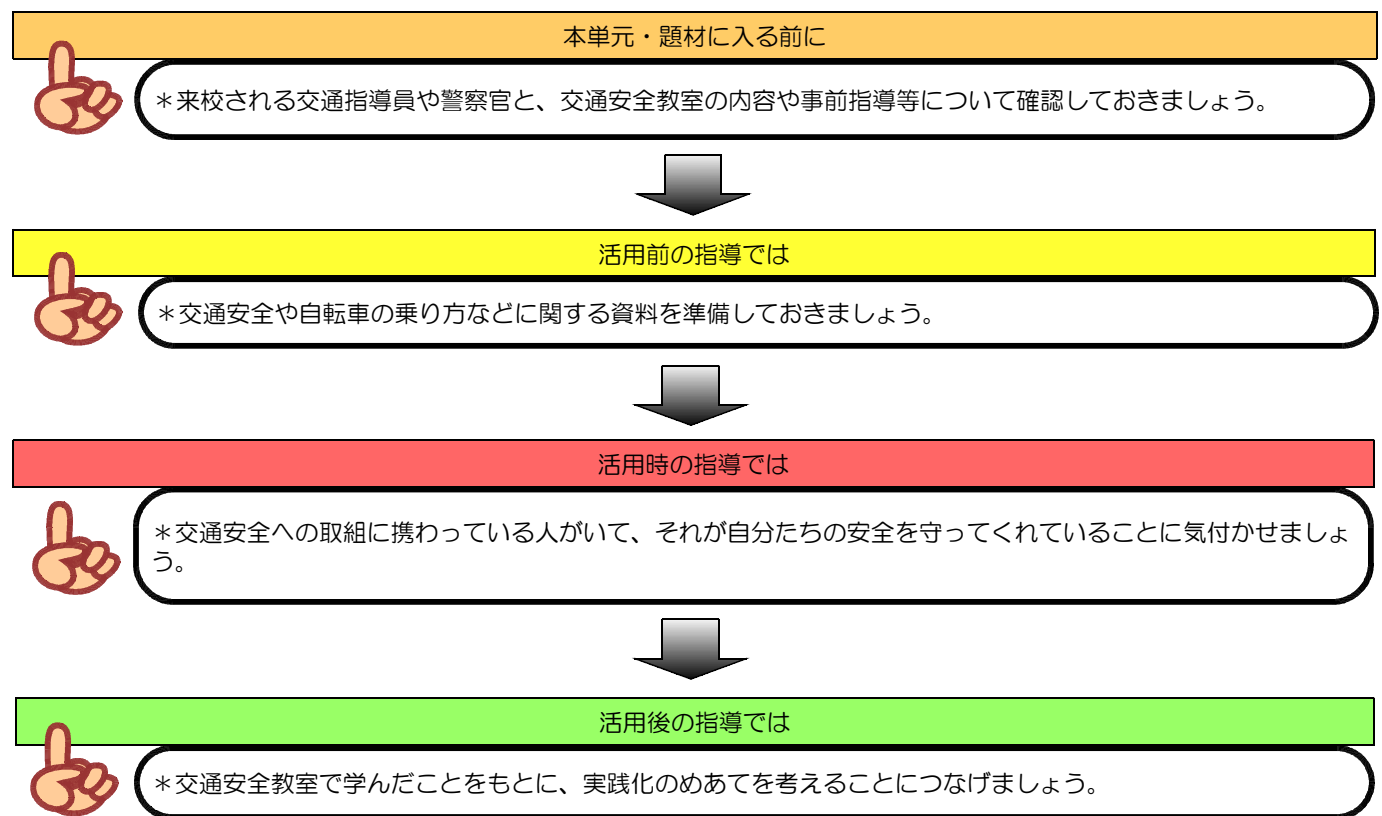 本単元・題材に入る前に
＊来校される交通指導員や警察官と、交通安全教室の内容や事前指導等について確認しておきましょう。
活用前の指導では
＊交通安全や自転車の乗り方などに関する資料を準備しておきましょう。
活用時の指導では
＊交通安全への取組に携わっている人がいて、それが自分たちの安全を守ってくれていることに気付かせましょ
う。
活用後の指導では
＊交通安全教室で学んだことをもとに、実践化のめあてを考えることにつなげましょう。